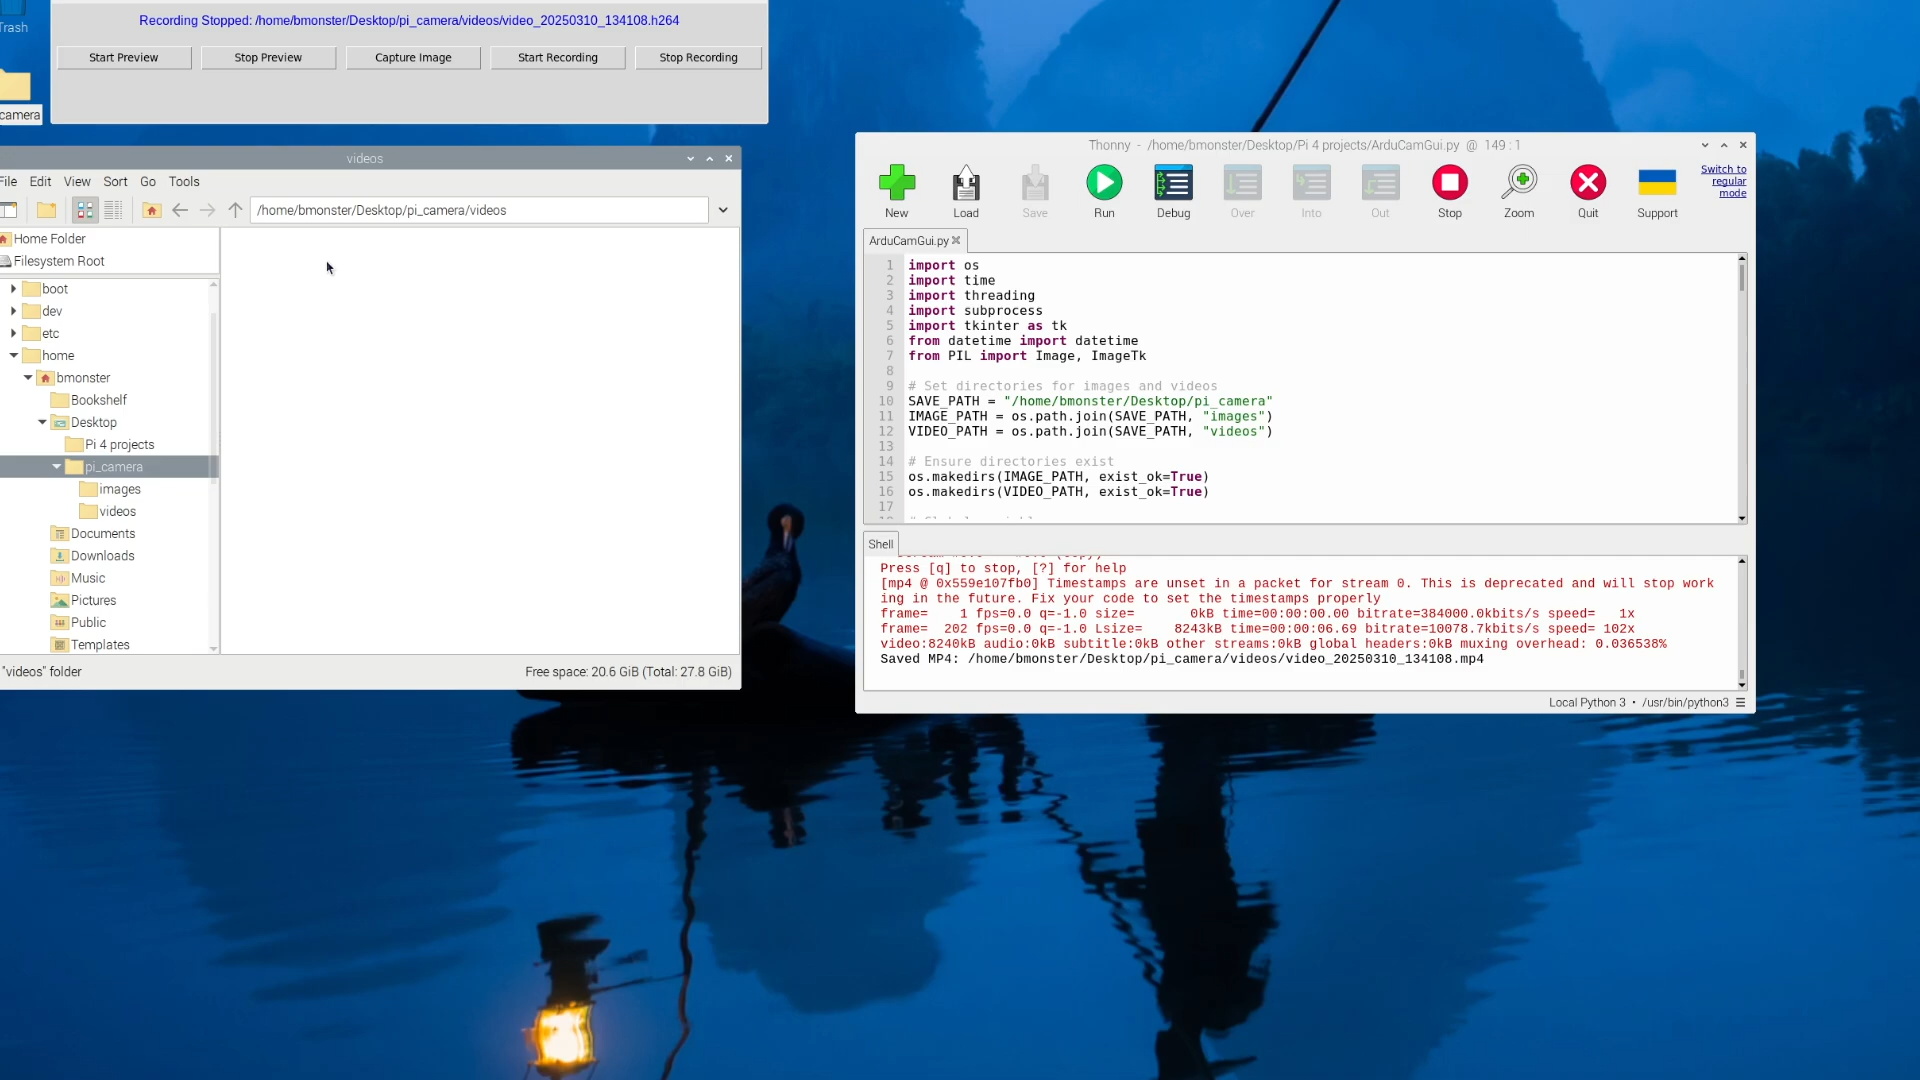 Trash
camera
Recording Stopped: /home/bmonster/Desktop/pi_camera/videos/video_20250310_134108.h264
Start Preview
Stop Preview
Capture Image
Start Recording
Stop Recording
videos
File Edit View Sort Go Tools
/home/bmonster/Desktop/pi_camera/videos
Home Folder
Filesystem Root
boot
dev
etc
home
bmonster
Bookshelf
Desktop
Pi 4 projects
pi_camera
images
videos
Documents
Downloads
Music
Pictures
Public
Templates
"videos" folder
Free space: 20.6 GiB (Total: 27.8 GiB)
Thonny - /home/bmonster/Desktop/Pi 4 projects/ArduCamGui.py @ 149 : 1
New
Load
Save
Run
Debug
Over
Into
Out
Stop
Zoom
Quit
Support
Switch to
regular
mode
ArduCamGui.py
1 import os
2 import time
3 import threading
4 import subprocess
5 import tkinter as tk
6 from datetime import datetime
7 from PIL import Image, ImageTk
8
9 # Set directories for images and videos
10 SAVE_PATH = "/home/bmonster/Desktop/pi_camera"
11 IMAGE_PATH = os.path.join(SAVE_PATH, "images")
12 VIDEO_PATH = os.path.join(SAVE_PATH, "videos")
13
14 # Ensure directories exist
15 os.makedirs(IMAGE_PATH, exist_ok=True)
16 os.makedirs(VIDEO_PATH, exist_ok=True)
17
Shell
Press [q] to stop, [?] for help
[mp4 @ 0x559e107fb0] Timestamps are unset in a packet for stream 0. This is deprecated and will stop work
ing in the future. Fix your code to set the timestamps properly
frame=    1 fps=0.0 q=-1.0 size=       0kB time=00:00:00.00 bitrate=384000.0kbits/s speed=   1x
frame=  202 fps=0.0 q=-1.0 Lsize=    8243kB time=00:00:06.69 bitrate=10078.7kbits/s speed= 102x
video:8240kB audio:0kB subtitle:0kB other streams:0kB global headers:0kB muxing overhead: 0.036538%
Saved MP4: /home/bmonster/Desktop/pi_camera/videos/video_20250310_134108.mp4
Local Python 3 • /usr/bin/python3